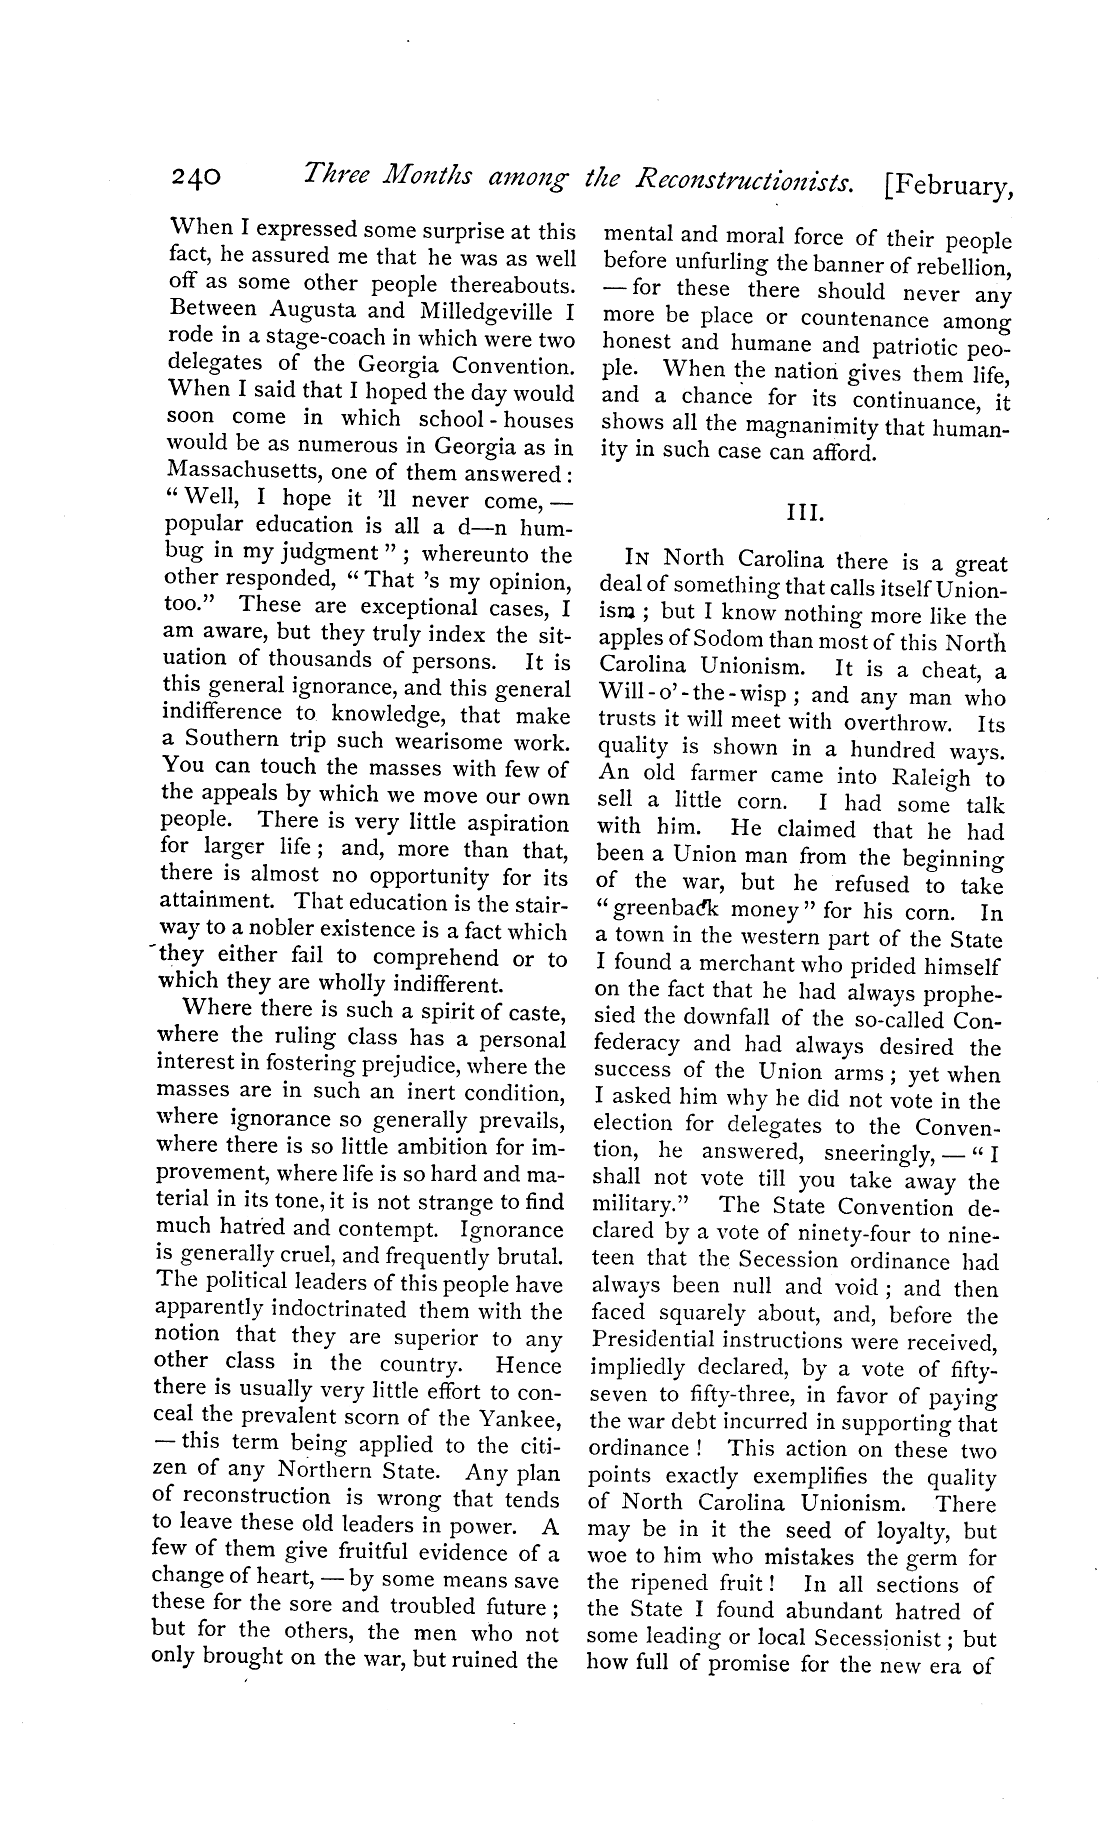 240 Three Months among the Reconstructionists. [February,
When I expressed some surprise at this
fact, he assured me that he was as well
off as some other people thereabouts.
Between Augusta and Milledgeville I
rode in a stage-coach in which were two
delegates of the Georgia Convention.
When I said that I hoped the day would
soon come in which school-houses
would be as numerous in Georgia as in
Massachusetts, one of them answered:
“Well, I hope it 'll never come, —
popular education is all a d—n hum-
bug in my judgment”; whereunto the
other responded, “That 's my opinion,
too.” These are exceptional cases, I
am aware, but they truly index the sit-
uation of thousands of persons. It is
this general ignorance, and this general
indifference to knowledge, that make
a Southern trip such wearisome work.
You can touch the masses with few of
the appeals by which we move our own
people. There is very little aspiration
for larger life; and, more than that,
there is almost no opportunity for its
attainment. That education is the stair-
way to a nobler existence is a fact which
they either fail to comprehend or to
which they are wholly indifferent.
Where there is such a spirit of caste,
where the ruling class has a personal
interest in fostering prejudice, where the
masses are in such an inert condition,
where ignorance so generally prevails,
where there is so little ambition for im-
provement, where life is so hard and ma-
terial in its tone, it is not strange to find
much hatred and contempt. Ignorance
is generally cruel, and frequently brutal.
The political leaders of this people have
apparently indoctrinated them with the
notion that they are superior to any
other class in the country. Hence
there is usually very little effort to con-
ceal the prevalent scorn of the Yankee,
— this term being applied to the citi-
zen of any Northern State. Any plan
of reconstruction is wrong that tends
to leave these old leaders in power. A
few of them give fruitful evidence of a
change of heart, — by some means save
these for the sore and troubled future;
but for the others, the men who not
only brought on the war, but ruined the
mental and moral force of their people
before unfurling the banner of rebellion,
— for these there should never any
more be place or countenance among
honest and humane and patriotic peo-
ple. When the nation gives them life,
and a chance for its continuance, it
shows all the magnanimity that human-
ity in such case can afford.
III.
IN North Carolina there is a great
deal of something that calls itself Union-
ism; but I know nothing more like the
apples of Sodom than most of this North
Carolina Unionism. It is a cheat, a
Will-o'-the-wisp; and any man who
trusts it will meet with overthrow. Its
quality is shown in a hundred ways.
An old farmer came into Raleigh to
sell a little corn. I had some talk
with him. He claimed that he had
been a Union man from the beginning
of the war, but he refused to take
“greenback money” for his corn. In
a town in the western part of the State
I found a merchant who prided himself
on the fact that he had always prophe-
sied the downfall of the so-called Con-
federacy and had always desired the
success of the Union arms; yet when
I asked him why he did not vote in the
election for delegates to the Conven-
tion, he answered, sneeringly, — “I
shall not vote till you take away the
military.” The State Convention de-
clared by a vote of ninety-four to nine-
teen that the Secession ordinance had
always been null and void; and then
faced squarely about, and, before the
Presidential instructions were received,
impliedly declared, by a vote of fifty-
seven to fifty-three, in favor of paying
the war debt incurred in supporting that
ordinance! This action on these two
points exactly exemplifies the quality
of North Carolina Unionism. There
may be in it the seed of loyalty, but
woe to him who mistakes the germ for
the ripened fruit! In all sections of
the State I found abundant hatred of
some leading or local Secessionist; but
how full of promise for the new era of